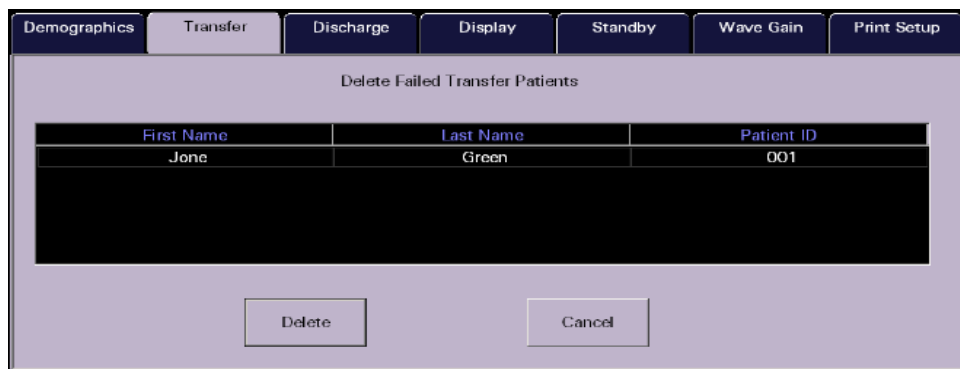 Demographics Transfer Discharge Display Standby Wave Gain Print Setup
Delete Failed Transfer Patients
First Name Last Name Patient ID
Jone Green 001
Delete Cancel